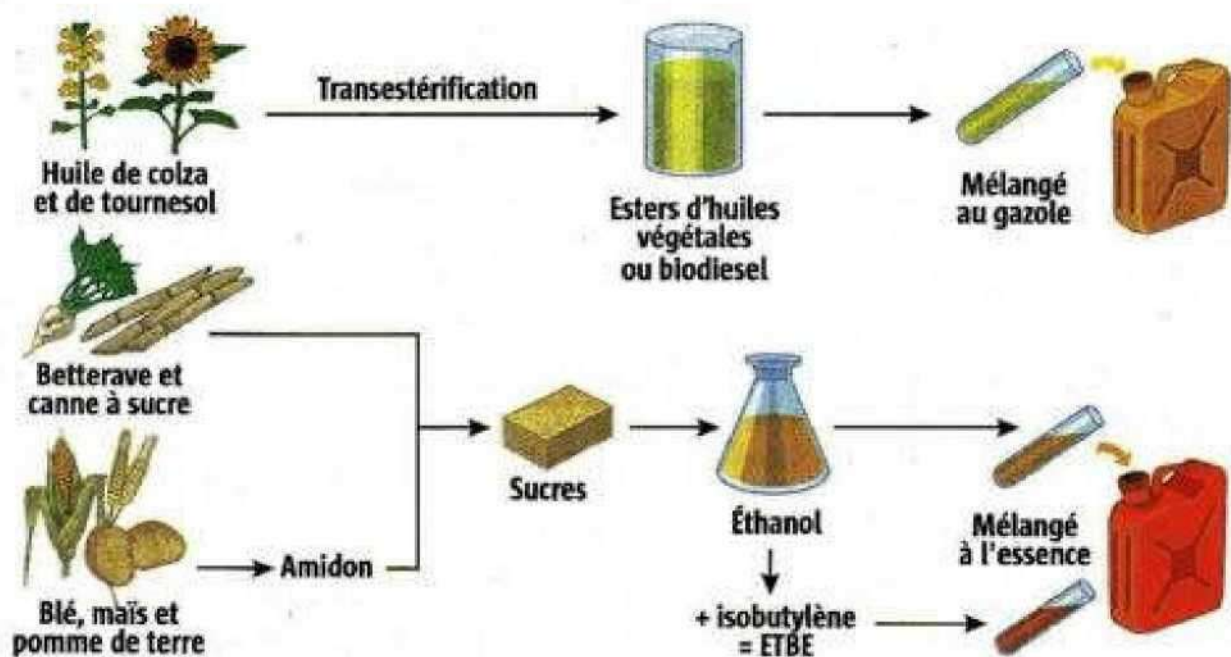 Transestérification
Huile de colza
et de tournesol
Esters d'huiles
végétales
ou biodiesel
Mélangé
au gazole
Betterave et
canne à sucre
Sucres
Éthanol
Mélangé
à l'essence
Blé, maïs et
pomme de terre
Amidon
+ isobutylène
= ETBE